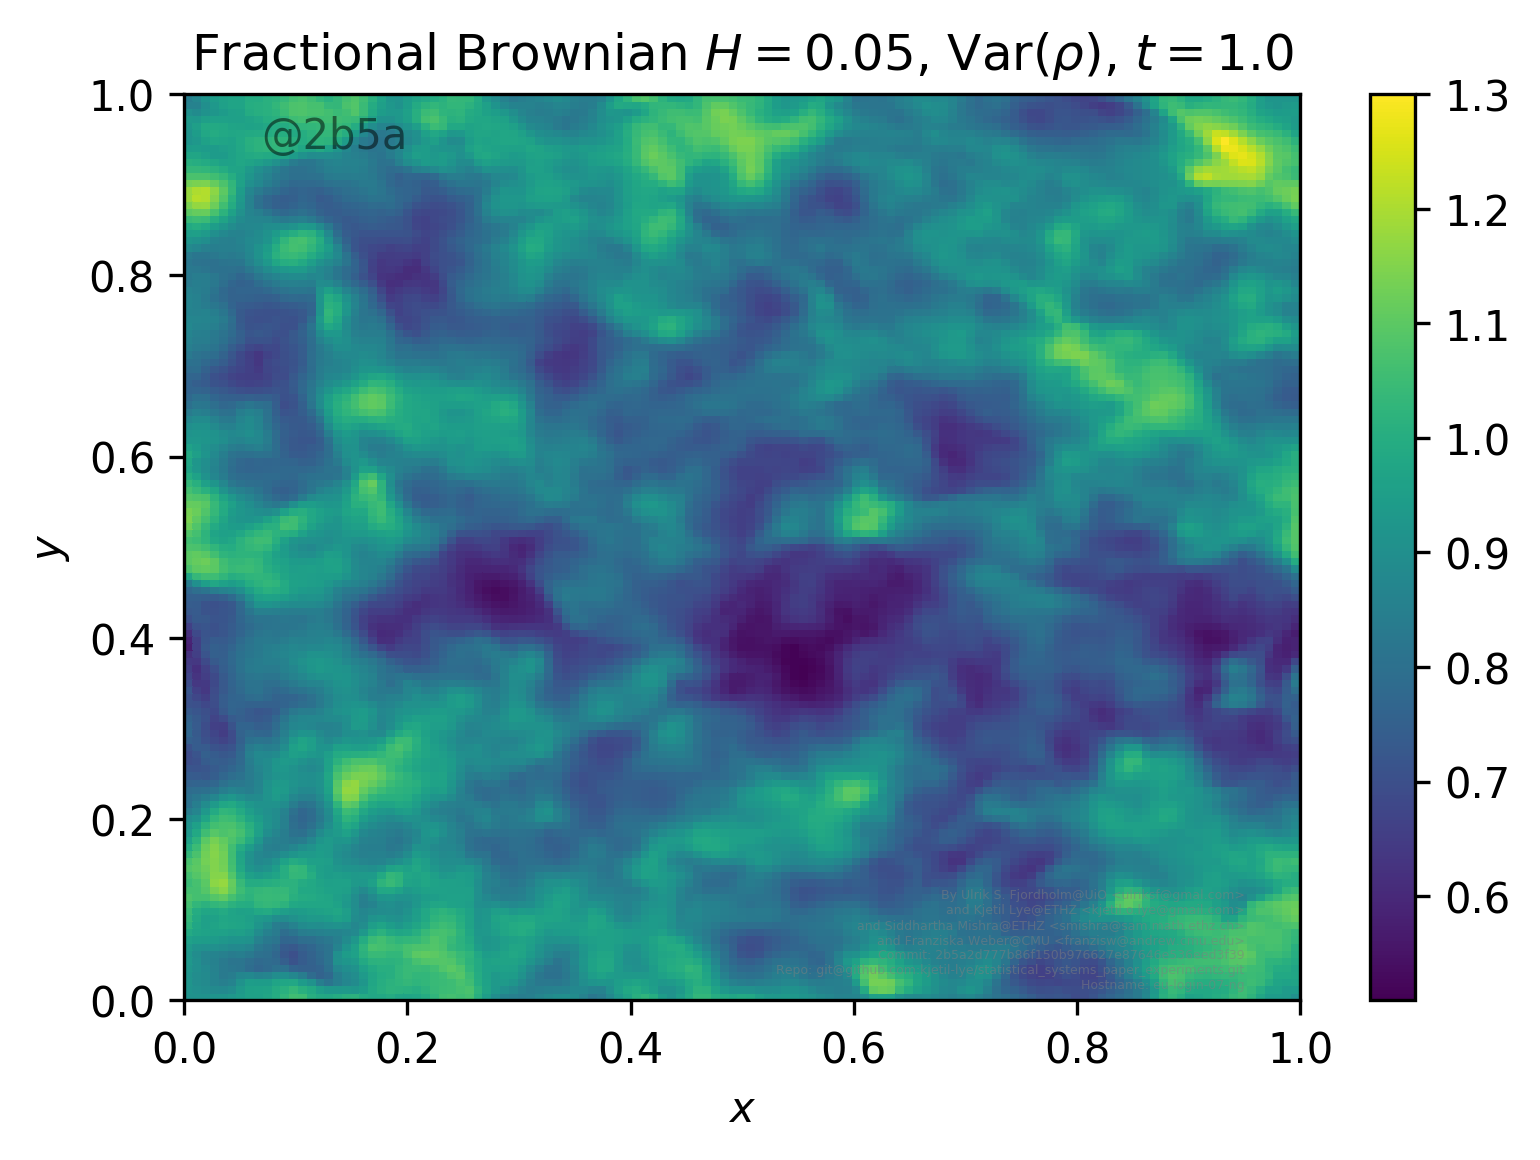 Fractional Brownian H = 0.05, Var(ρ), t = 1.0
@2b5a
1.0
0.8
0.6
0.4
0.2
0.0
y
0.0 0.2 0.4 0.6 0.8 1.0
x
1.3
1.2
1.1
1.0
0.9
0.8
0.7
0.6
By Ulrik S. Fjordholm@UiO
and Kjetil Lye@ETHZ
and Siddhartha Mishra@ETHZ
and Franziska Weber@CMU
Repo:
Hostname: